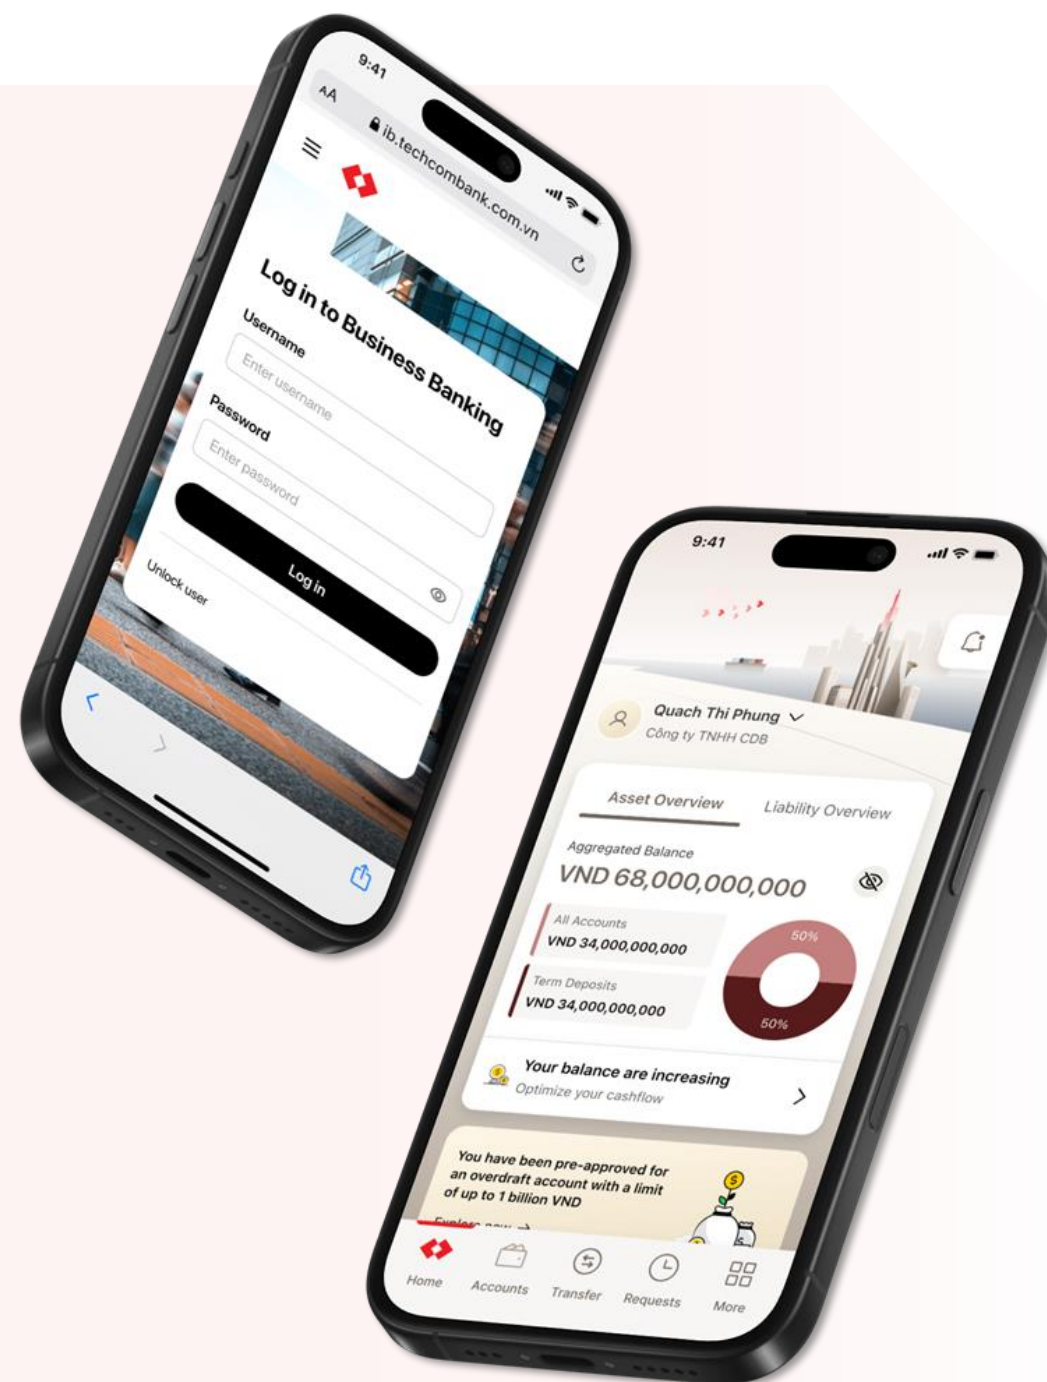 9:41
AA
ib.techcombank.com.vn
Log in to Business Banking
Username
Enter username
Password
Enter password
Log in
Unlock user
9:41
Quach Thi Phung
Công ty TNHH CDB
Asset Overview
Liability Overview
Aggregated Balance
VND 68,000,000,000
All Accounts
VND 34,000,000,000
Term Deposits
VND 34,000,000,000
50%
50%
Your balance are increasing
Optimize your cashflow
You have been pre-approved for
an overdraft account with a limit
of up to 1 billion VND
Explore now
Home
Accounts
Transfer
Requests
More